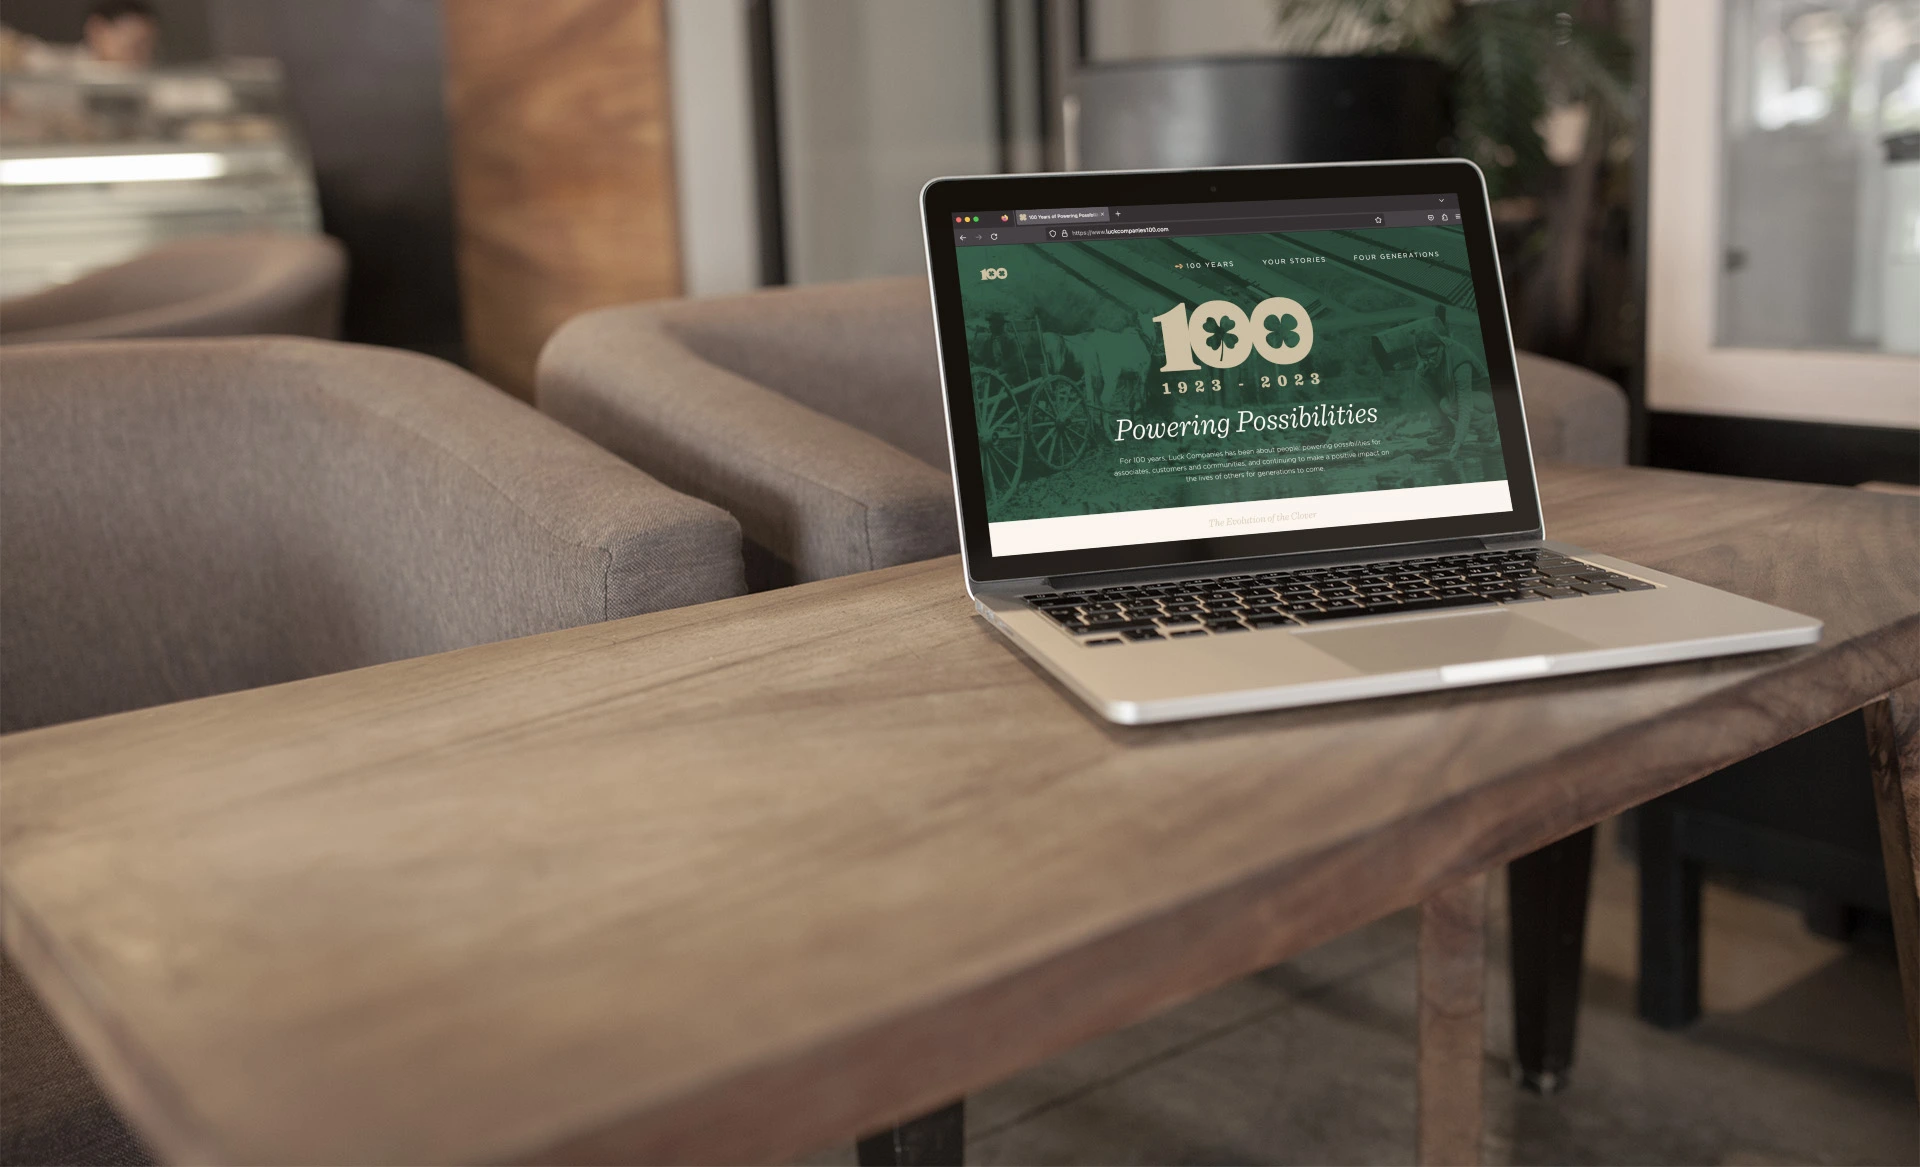 100 Years of Powering Possibilit
https://www.luckcompanies100.com
100
100 YEARS
YOUR STORIES
FOUR GENERATIONS
100
1923 - 2023
Powering Possibilities
For 100 years, Luck Companies has been about people: powering possibilities for
associates, customers and communities, and continuing to make a positive impact on
the lives of others for generations to come.
The Evolution of the Clover